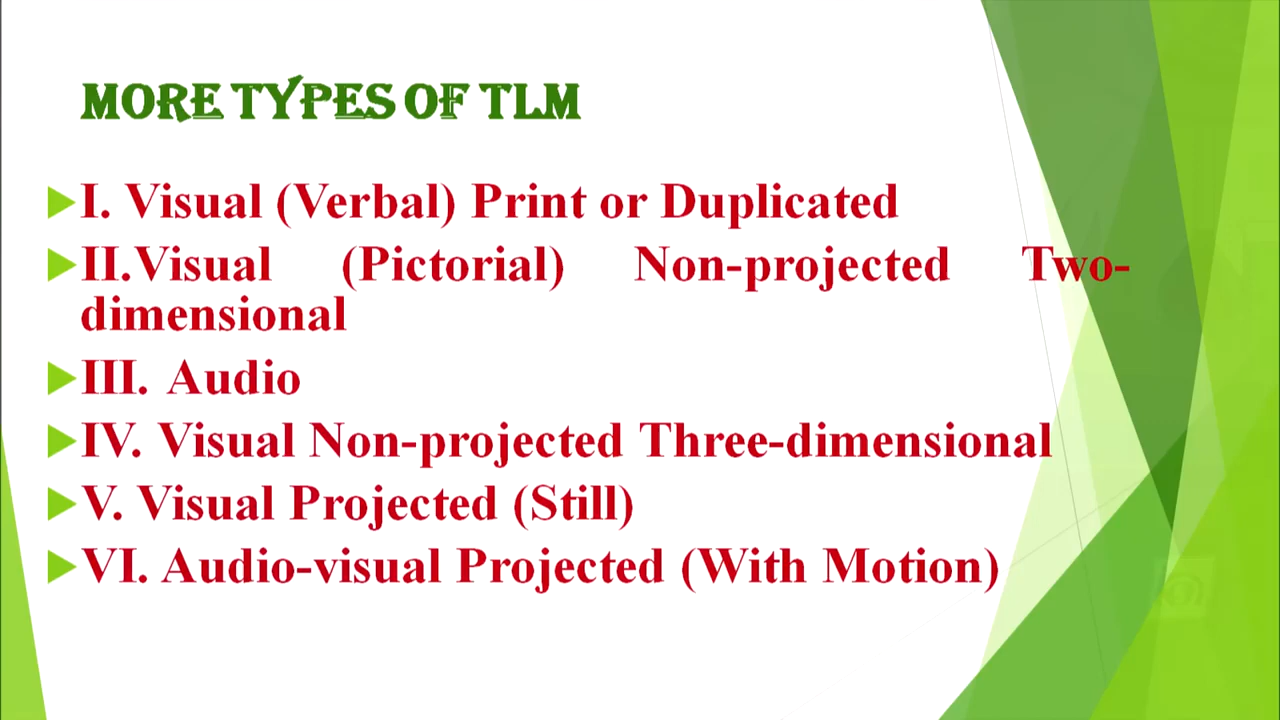 MORE TYPES OF TLM
I. Visual (Verbal) Print or Duplicated
II.Visual (Pictorial) Non-projected Two-
dimensional
III. Audio
IV. Visual Non-projected Three-dimensional
V. Visual Projected (Still)
VI. Audio-visual Projected (With Motion)